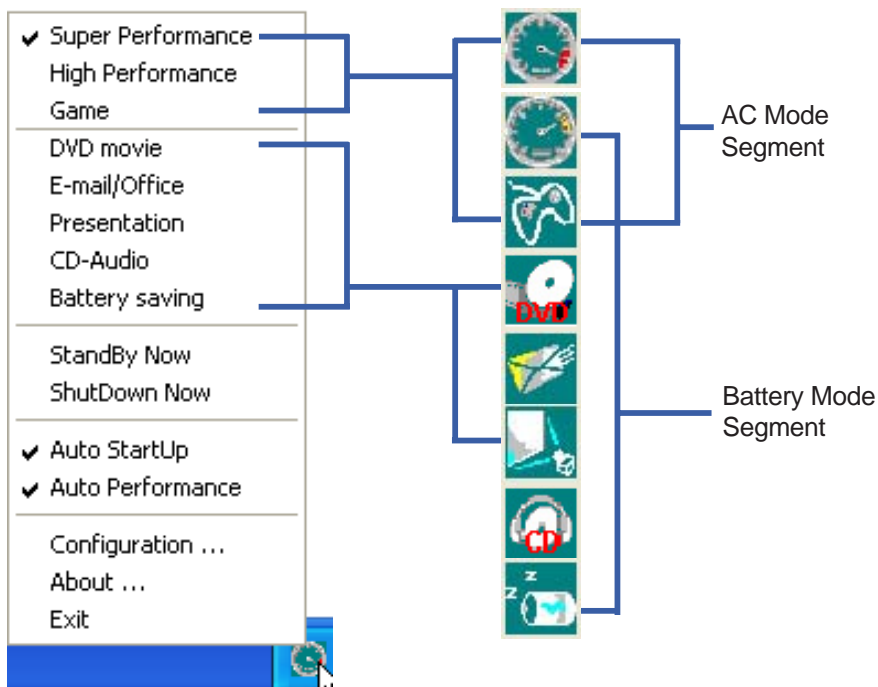 Super Performance
High Performance
Game
DVD movie
E-mail/Office
Presentation
CD-Audio
Battery saving
StandBy Now
ShutDown Now
Auto StartUp
Auto Performance
Configuration ...
About ...
Exit
DVD
CD
z
z
AC Mode
Segment
Battery Mode
Segment